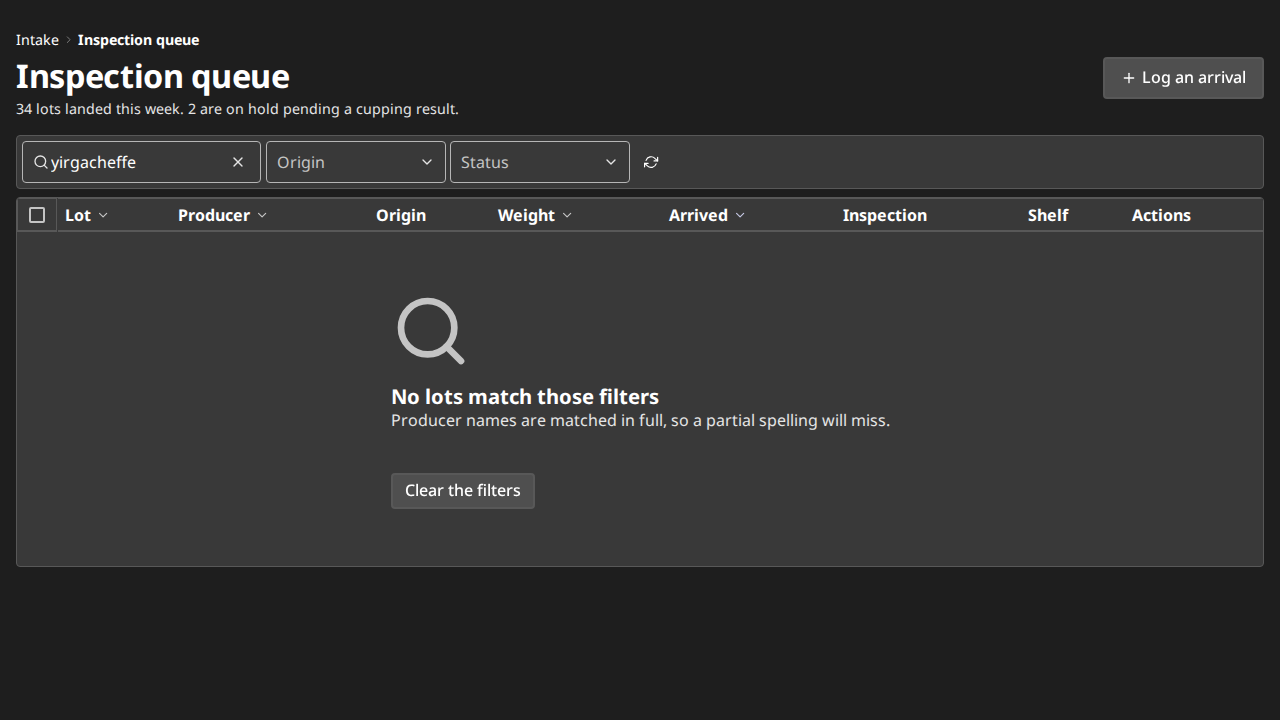 Intake
Inspection queue
Inspection queue
Log an arrival
34 lots landed this week. 2 are on hold pending a cupping result.
yirgacheffe
Origin
Status
Lot
Producer
Origin
Weight
Arrived
Inspection
Shelf
Actions
No lots match those filters
Producer names are matched in full, so a partial spelling will miss.
Clear the filters